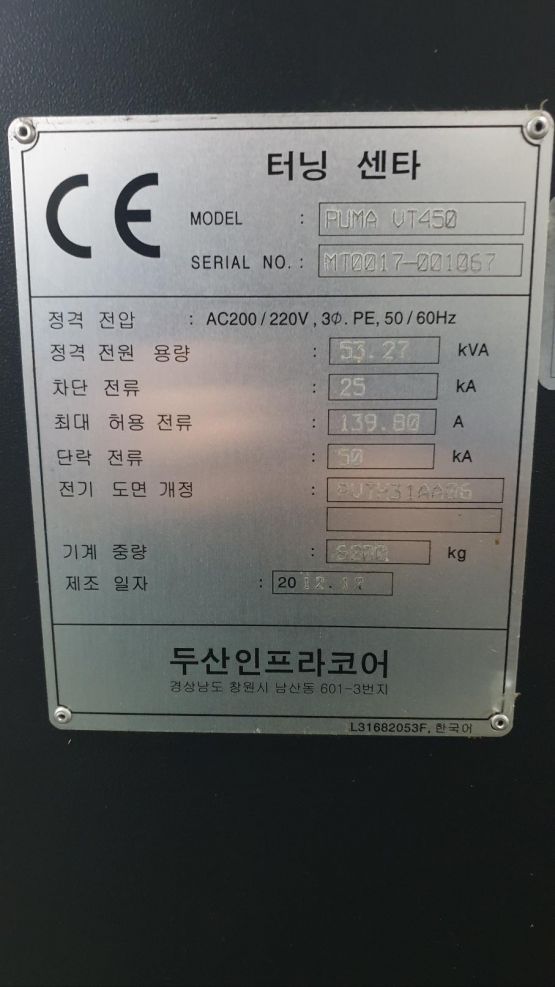 CE
터닝 센타
MODEL : PUMA VT450
SERIAL NO. : MT0017-001067
정격 전압 : AC200/220V, 3Φ. PE, 50/60Hz
정격 전원 용량 : 53.27 kVA
차단 전류 : 25 kA
최대 허용 전류 : 139.80 A
단락 전류 : 50 kA
전기 도면 개정 :
기계 중량 : kg
제조 일자 : 20
두산인프라코어
경상남도 창원시 남산동 601-3번지
L31682053F, 한국어